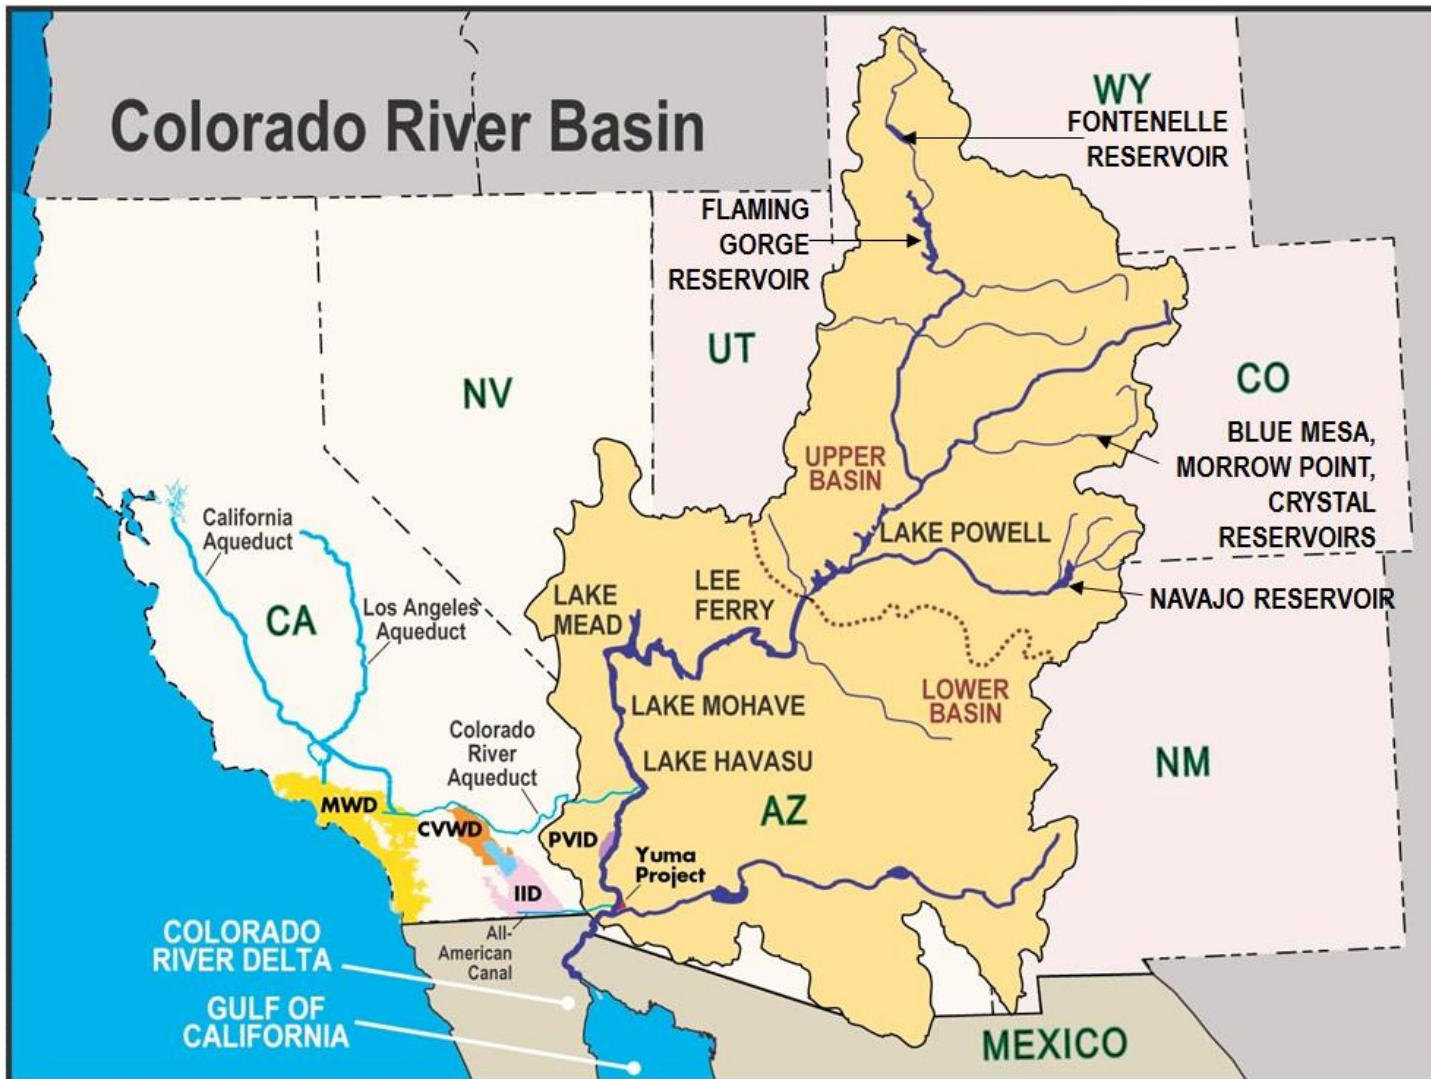 Colorado River Basin
WY
FONTENELLE
RESERVOIR
FLAMING
GORGE
RESERVOIR
UT
NV
CO
BLUE MESA,
MORROW POINT,
CRYSTAL
RESERVOIRS
UPPER
BASIN
California
Aqueduct
LAKE POWELL
LEE
FERRY
LAKE
MEAD
NAVAJO RESERVOIR
CA
Los Angeles
Aqueduct
LOWER
BASIN
LAKE MOHAVE
Colorado
River
Aqueduct
LAKE HAVASU
NM
AZ
MWD
CVWD
PVID
Yuma
Project
IID
All-
American
Canal
COLORADO
RIVER DELTA
GULF OF
CALIFORNIA
MEXICO